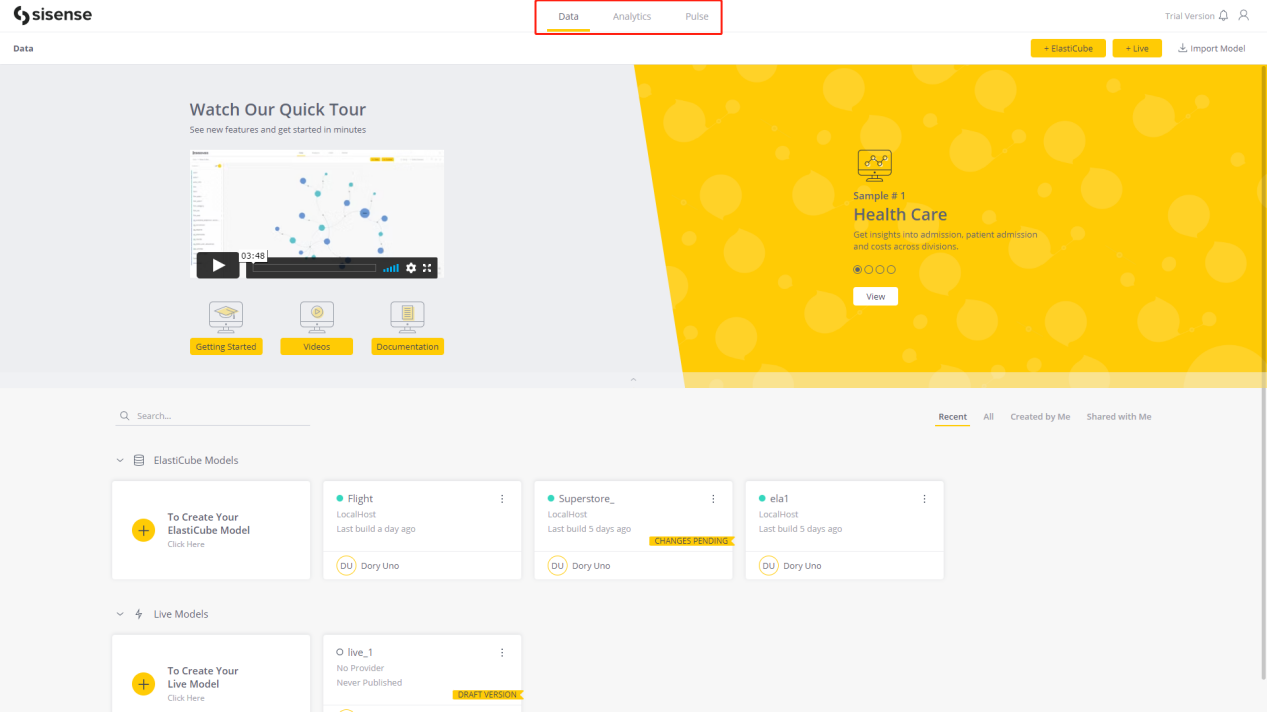 sisense
Data Analytics Pulse
Trial Version
Data
+ ElastiCube + Live Import Model
Watch Our Quick Tour
See new features and get started in minutes
03:48
Getting Started Videos Documentation
Sample # 1
Health Care
Get insights into admission, patient admission
and costs across divisions.
View
Search...
Recent All Created by Me Shared with Me
ElastiCube Models
To Create Your
ElastiCube Model
Click Here
Flight
LocalHost
Last build a day ago
DU Dory Uno
Superstore_
LocalHost
Last build 5 days ago
CHANGES PENDING
DU Dory Uno
ela1
LocalHost
Last build 5 days ago
DU Dory Uno
Live Models
To Create Your
Live Model
Click Here
live_1
No Provider
Never Published
DRAFT VERSION